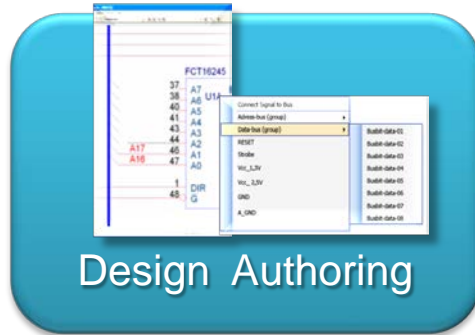 FCT16245
U1A
37 A7
38 A6
40 A5
41 A4
43 A3
44 A2
A17 46 A1
A16 47 A0
1 DIR
48 G
Connect Signal to Bus
Adress-bus (group)
Data-bus (group)
RESET
Strobe
Vcc_1,5V
Vcc_ 2,5V
GND
A_GND
Busbit-data-01
Busbit-data-02
Busbit-data-03
Busbit-data-04
Busbit-data-05
Busbit-data-06
Busbit-data-07
Busbit-data-08
Design Authoring